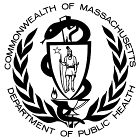 COMMONWEALTH OF MASSACHUSETTS
DEPARTMENT OF PUBLIC HEALTH